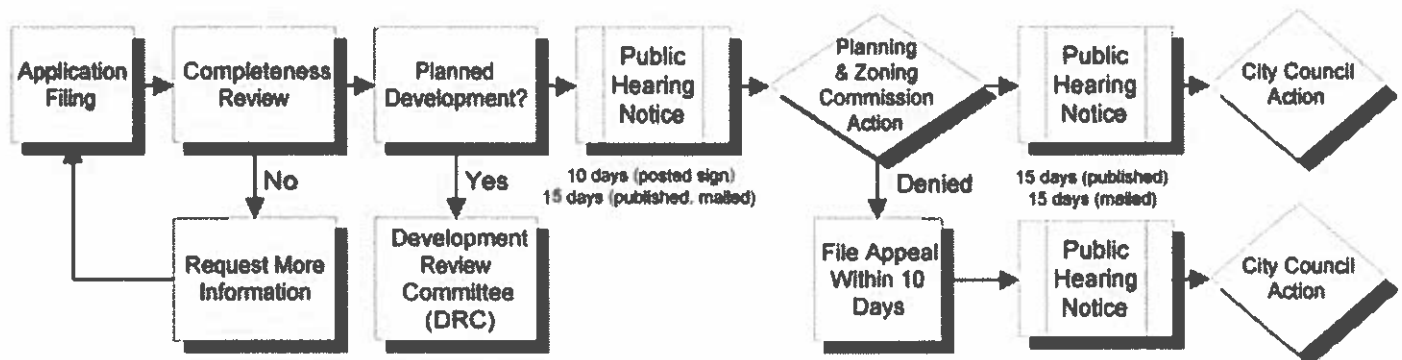 Application
Filing
Completeness
Review
Planned
Development?
Public
Hearing
Notice
Planning
& Zoning
Commission
Action
Public
Hearing
Notice
City Council
Action
No
Yes
10 days (posted sign)
15 days (published, mailed)
Denied
15 days (published)
15 days (mailed)
Request More
Information
Development
Review
Committee
(DRC)
File Appeal
Within 10
Days
Public
Hearing
Notice
City Council
Action